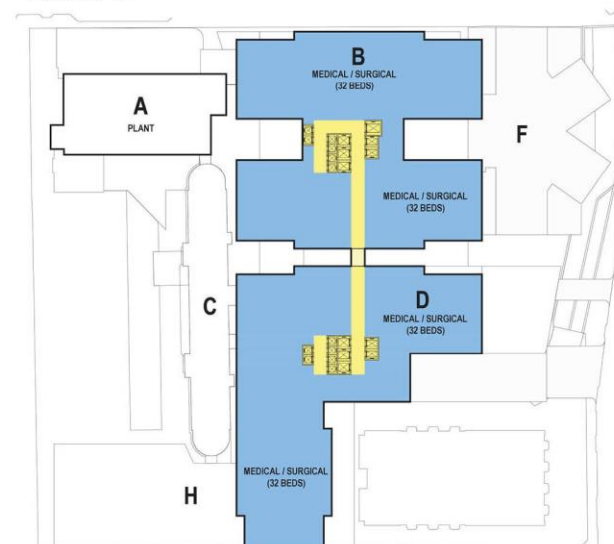 B
MEDICAL / SURGICAL
(32 BEDS)
A
PLANT
F
MEDICAL / SURGICAL
(32 BEDS)
C
D
MEDICAL / SURGICAL
(32 BEDS)
MEDICAL / SURGICAL
(32 BEDS)
H